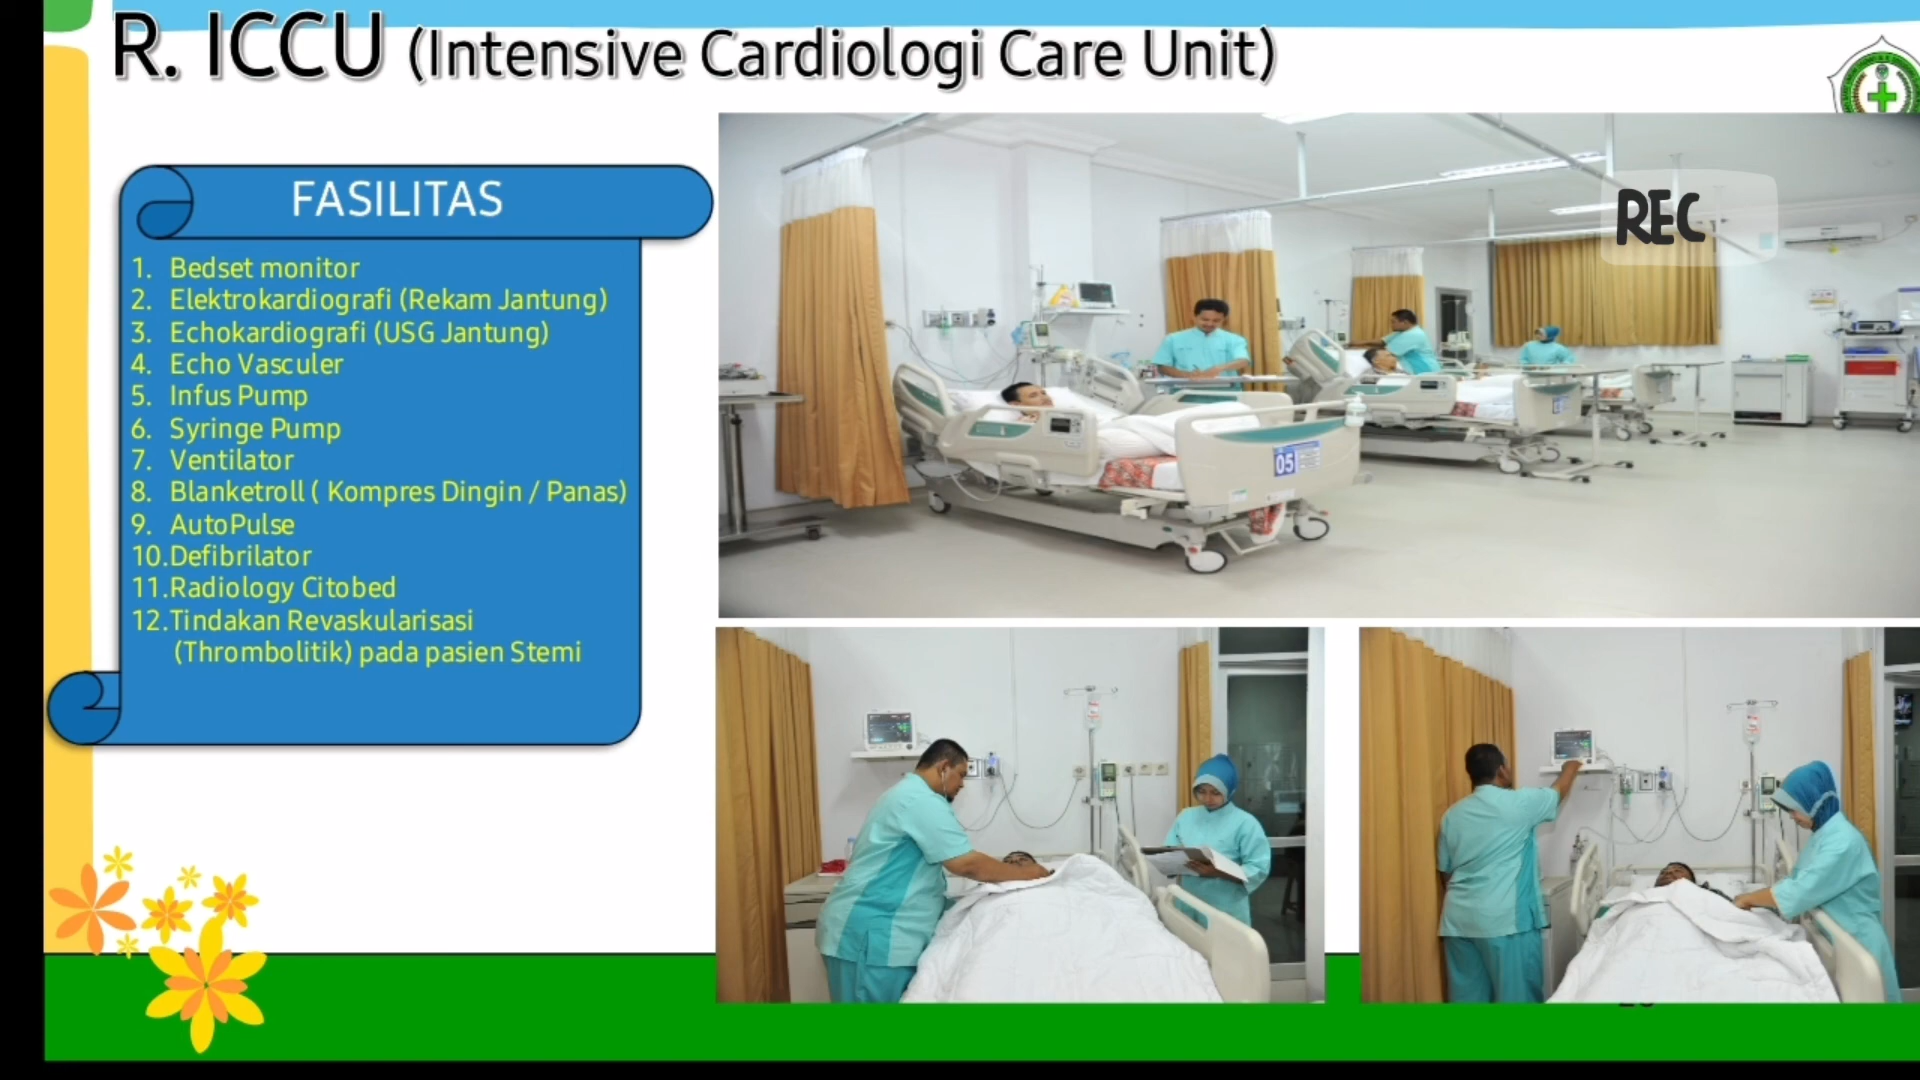 R. ICCU (Intensive Cardiologi Care Unit)
REC
FASILITAS
1. Bedset monitor
2. Elektrokardiografi (Rekam Jantung)
3. Echokardiografi (USG Jantung)
4. Echo Vasculer
5. Infus Pump
6. Syringe Pump
7. Ventilator
8. Blanketroll ( Kompres Dingin / Panas)
9. AutoPulse
10.Defibrilator
11.Radiology Citobed
12.Tindakan Revaskularisasi
(Thrombolitik) pada pasien Stemi
05